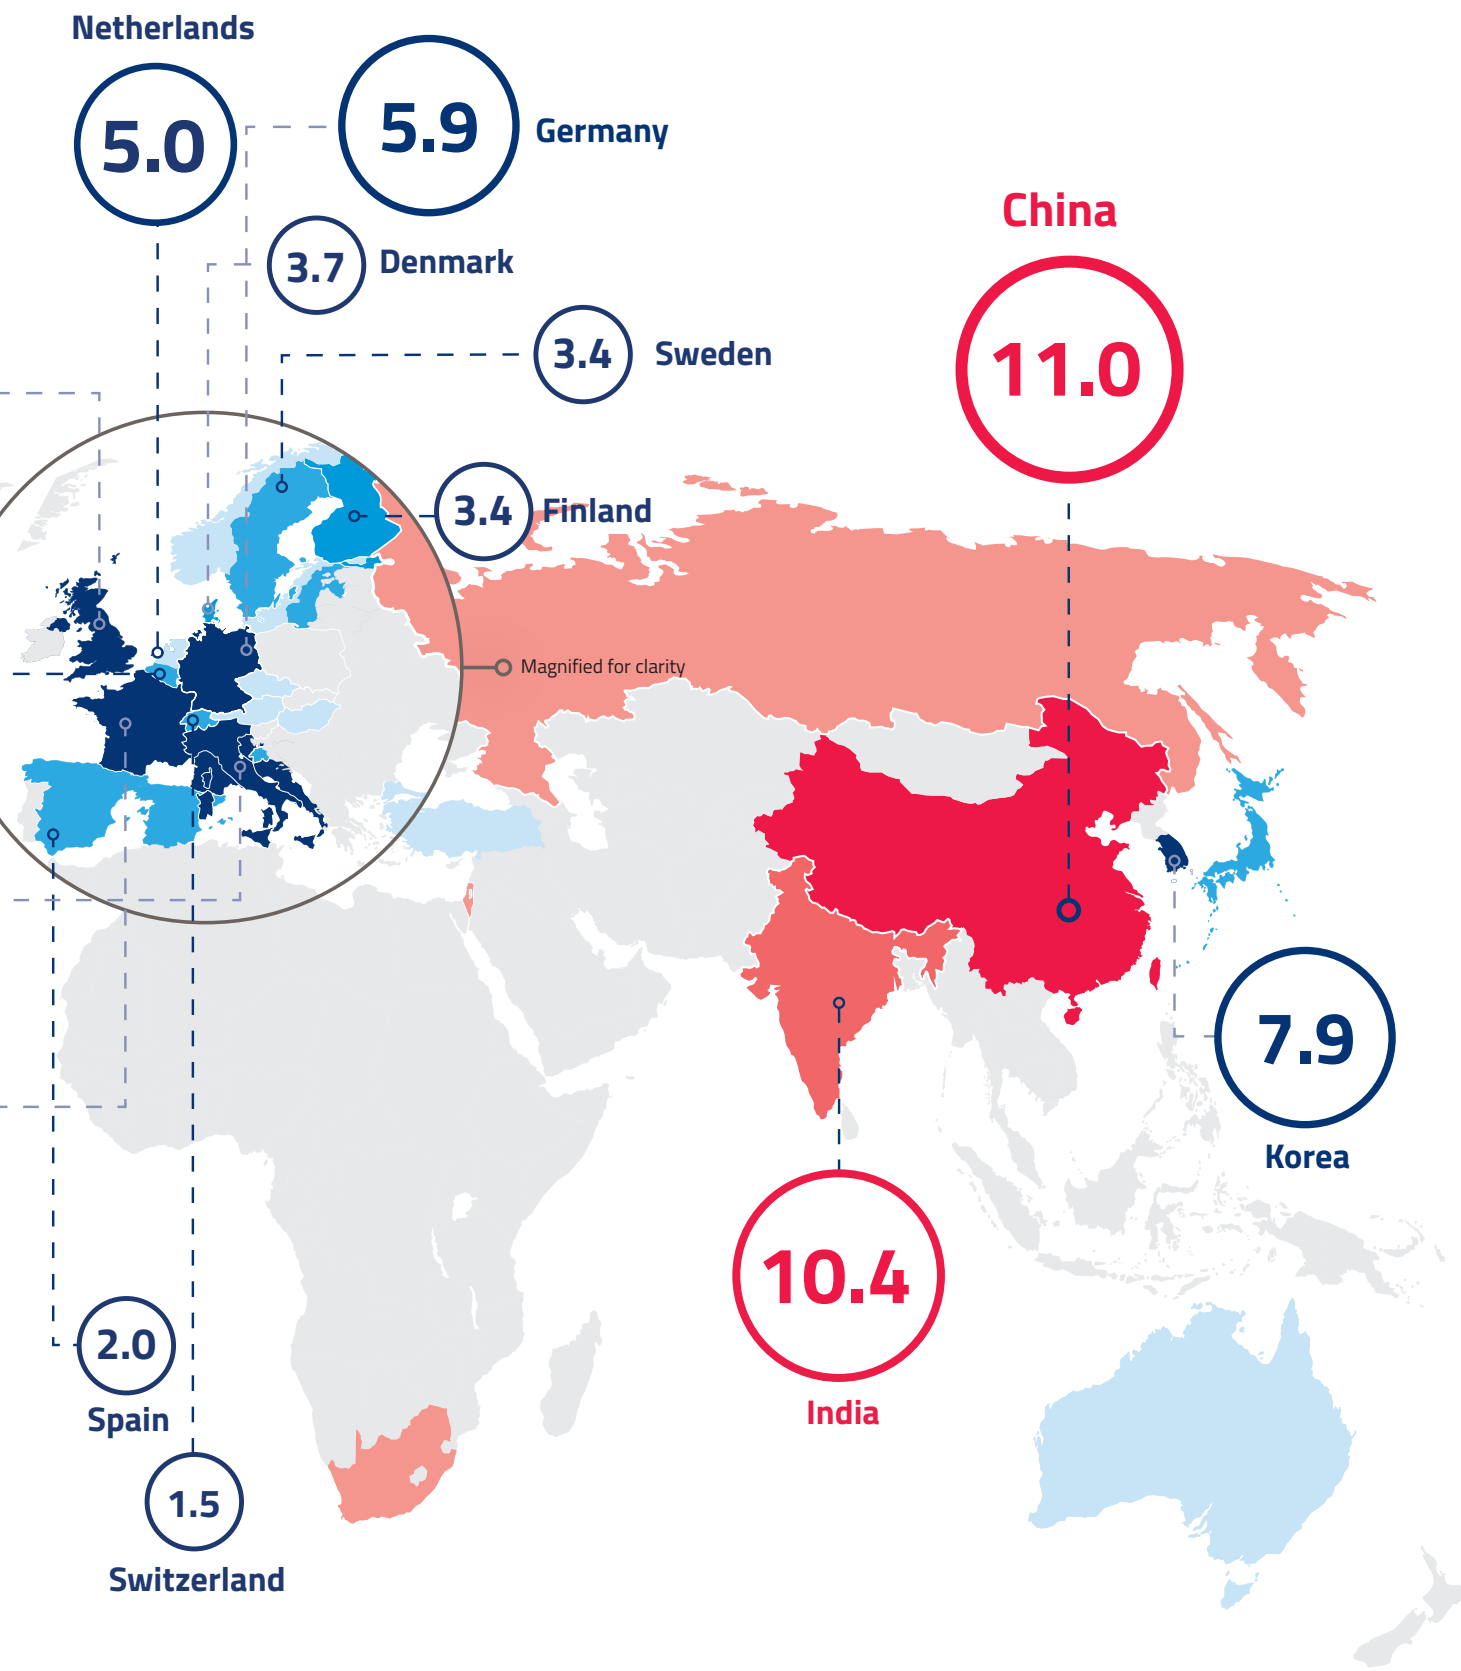 Netherlands
5.0
5.9
Germany
3.7
Denmark
China
11.0
3.4
Sweden
3.4
Finland
Magnified for clarity
7.9
Korea
10.4
India
2.0
Spain
1.5
Switzerland